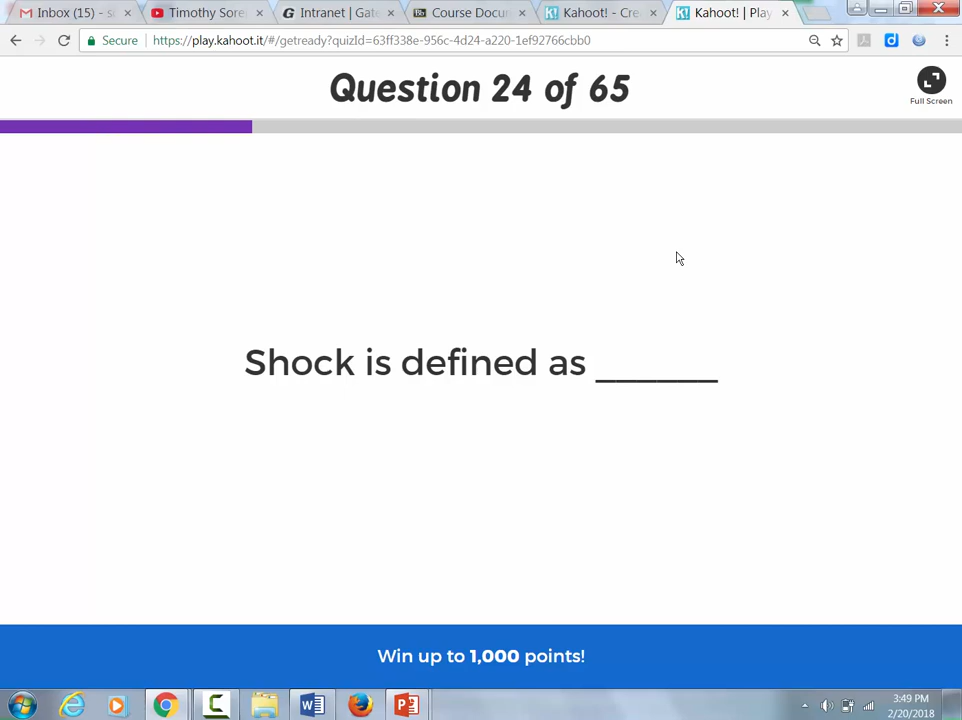 Inbox (15) - s
Timothy Sore
Intranet | Gate
Course Docu
Kahoot! - Cre
Kahoot! | Play
Secure
https://play.kahoot.it/#/getready?quizId=63ff338e-956c-4d24-a220-1ef92766cbb0
Question 24 of 65
Full Screen
Shock is defined as ______
Win up to 1,000 points!
3:49 PM
2/20/2018